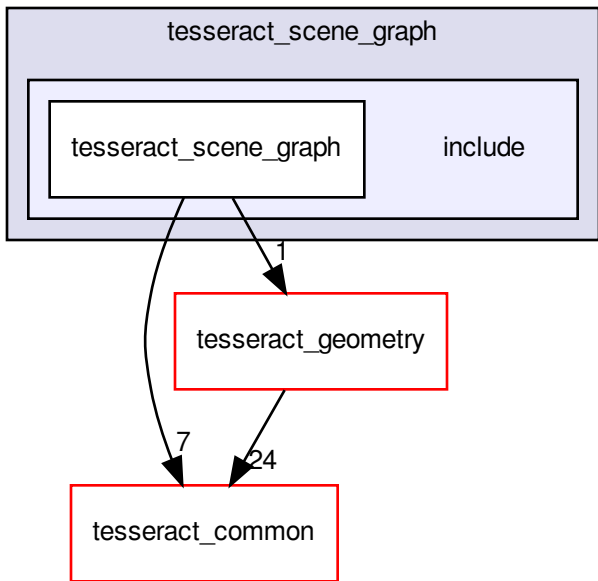 tesseract_scene_graph
tesseract_scene_graph
include
1
tesseract_geometry
7
24
tesseract_common